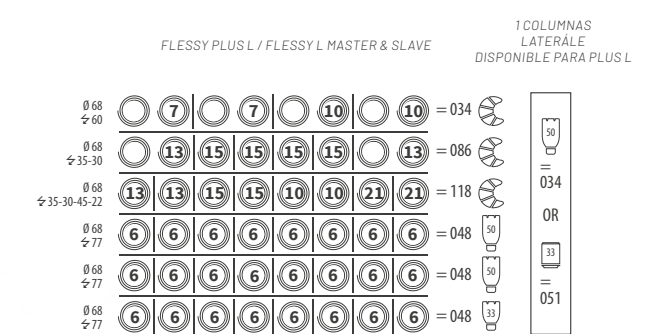 1 COLUMNAS
LATERÁLE
DISPONIBLE PARA PLUS L
FLESSY PLUS L / FLESSY L MASTER & SLAVE
Ø 68
60
7 7 10 10 = 034
Ø 68
35-30
13 15 15 15 15 13 = 086
Ø 68
35-30-45-22
13 13 15 15 10 10 21 21 = 118
Ø 68
77
6 6 6 6 6 6 6 6 = 048 50
Ø 68
77
6 6 6 6 6 6 6 6 = 048 50
Ø 68
77
6 6 6 6 6 6 6 6 = 048 33
50
=
034
OR
33
=
051